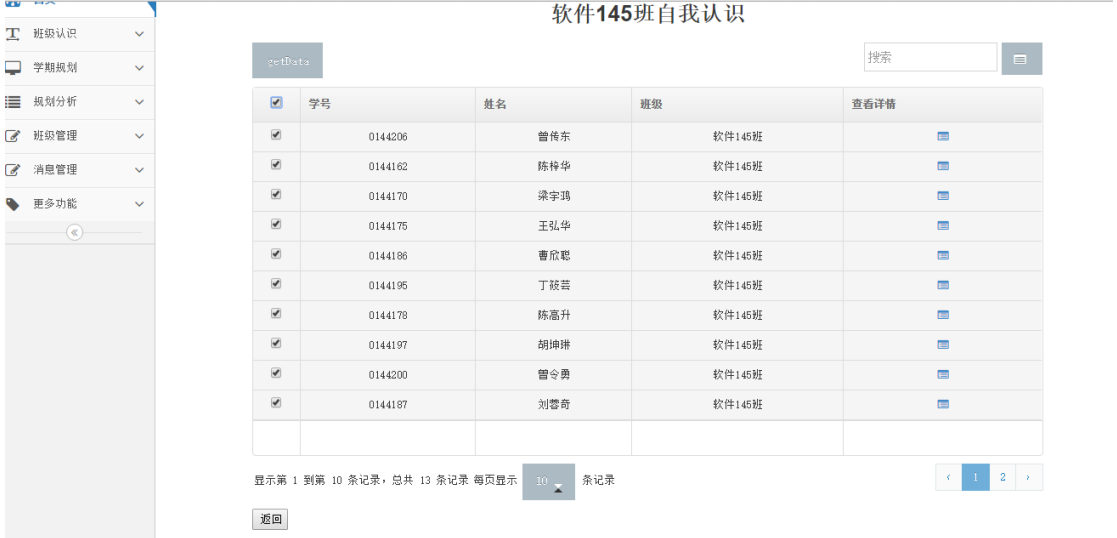 首页
软件145班自我认识
班级认识
学期规划
规划分析
班级管理
消息管理
更多功能
getData
搜索
学号 姓名 班级 查看详情
0144206 曾传东 软件145班
0144162 陈梓华 软件145班
0144170 梁宇鸿 软件145班
0144175 王弘华 软件145班
0144186 曹欣聪 软件145班
0144195 丁筱芸 软件145班
0144178 陈高升 软件145班
0144197 胡坤琳 软件145班
0144200 曾令勇 软件145班
0144187 刘蓉奇 软件145班
显示第 1 到第 10 条记录，总共 13 条记录 每页显示 10 条记录
‹ 1 2 ›
返回